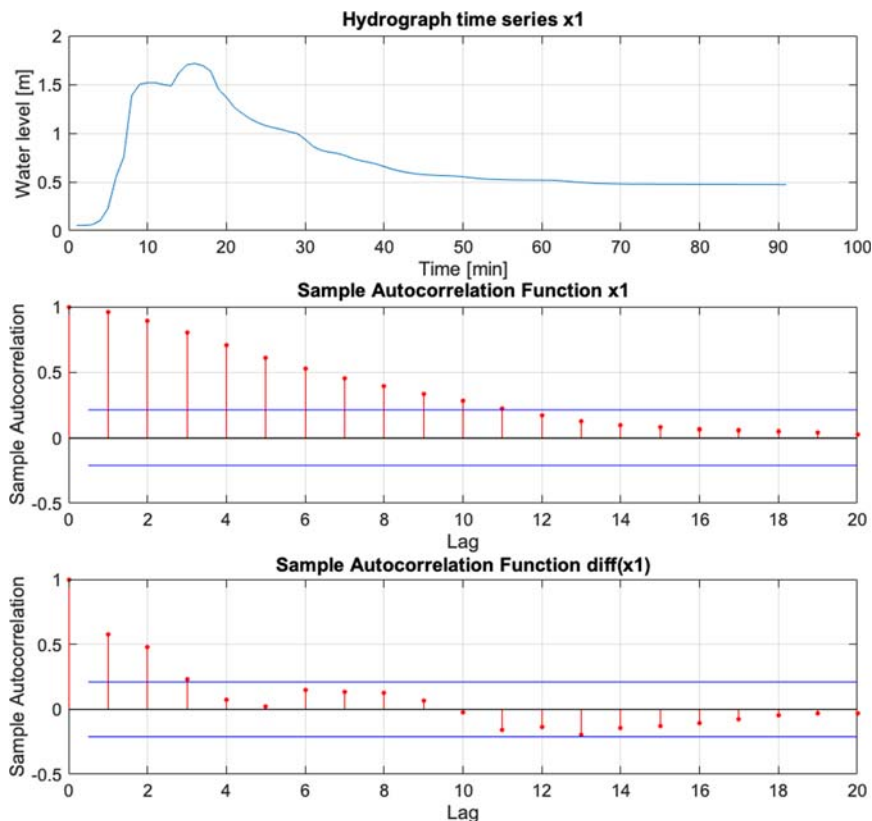 Hydrograph time series x1
Water level [m]
2
1.5
1
0.5
0
0 10 20 30 40 50 60 70 80 90 100
Time [min]
Sample Autocorrelation Function x1
Sample Autocorrelation
1
0.5
0
-0.5
0 2 4 6 8 10 12 14 16 18 20
Lag
Sample Autocorrelation Function diff(x1)
Sample Autocorrelation
1
0.5
0
-0.5
0 2 4 6 8 10 12 14 16 18 20
Lag